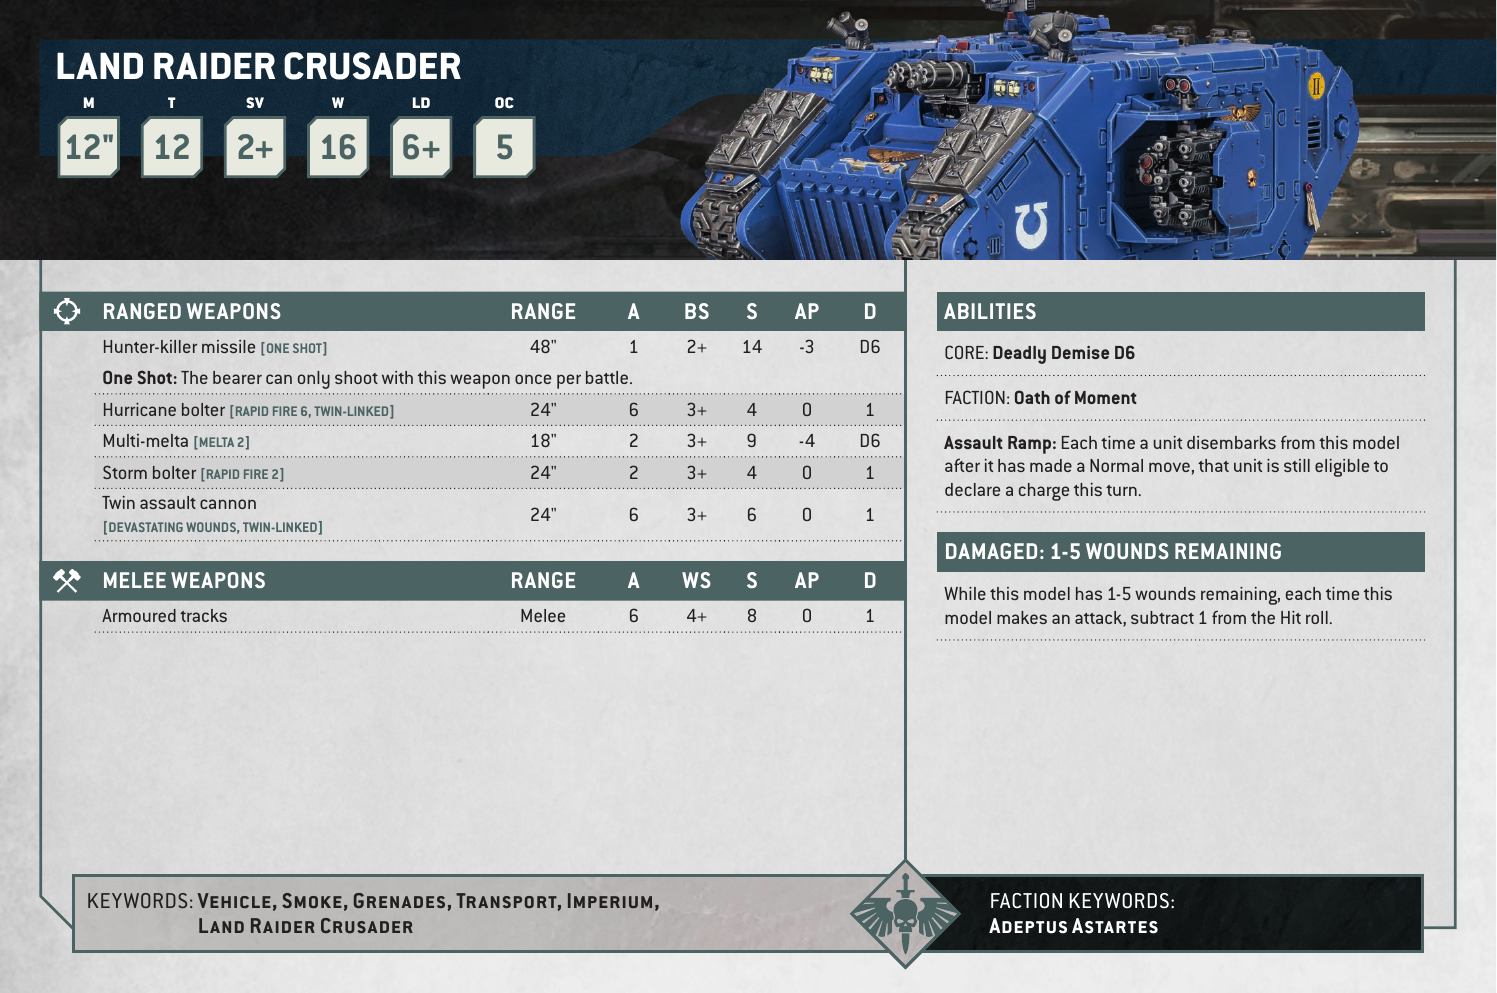 LAND RAIDER CRUSADER
M T SV W LD OC
12" 12 2+ 16 6+ 5
II
RANGED WEAPONS RANGE A BS S AP D
Hunter-killer missile [ONE SHOT] 48" 1 2+ 14 -3 D6
One Shot: The bearer can only shoot with this weapon once per battle.
Hurricane bolter [RAPID FIRE 6, TWIN-LINKED] 24" 6 3+ 4 0 1
Multi-melta [MELTA 2] 18" 2 3+ 9 -4 D6
Storm bolter [RAPID FIRE 2] 24" 2 3+ 4 0 1
Twin assault cannon
[DEVASTATING WOUNDS, TWIN-LINKED] 24" 6 3+ 6 0 1
MELEE WEAPONS RANGE A WS S AP D
Armoured tracks Melee 6 4+ 8 0 1
ABILITIES
CORE: Deadly Demise D6
FACTION: Oath of Moment
Assault Ramp: Each time a unit disembarks from this model
after it has made a Normal move, that unit is still eligible to
declare a charge this turn.
DAMAGED: 1-5 WOUNDS REMAINING
While this model has 1-5 wounds remaining, each time this
model makes an attack, subtract 1 from the Hit roll.
KEYWORDS: VEHICLE, SMOKE, GRENADES, TRANSPORT, IMPERIUM,
LAND RAIDER CRUSADER
FACTION KEYWORDS:
ADEPTUS ASTARTES